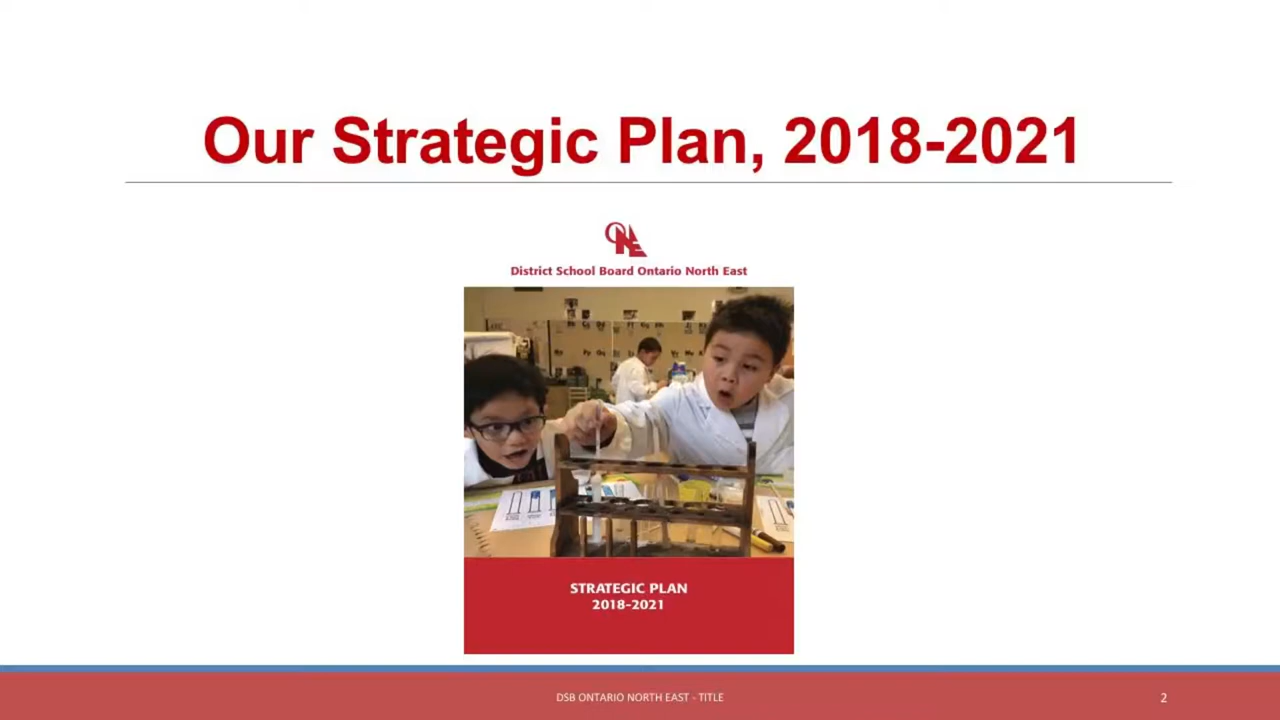 Our Strategic Plan, 2018-2021
ONE
District School Board Ontario North East
STRATEGIC PLAN
2018-2021
DSB ONTARIO NORTH EAST - TITLE
2